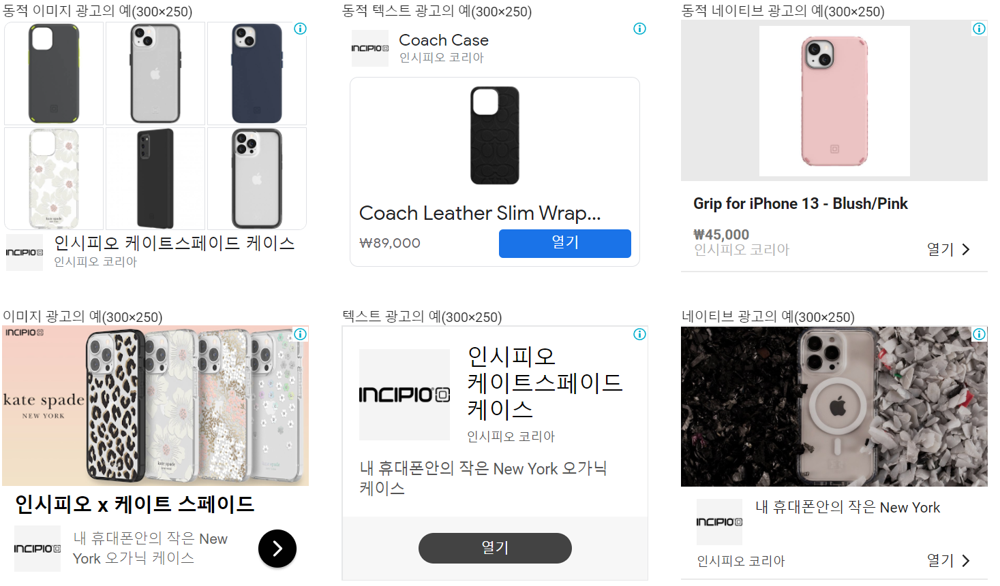 동적 이미지 광고의 예(300×250)
INCIPIO
인시피오 케이트스페이드 케이스
인시피오 코리아
동적 텍스트 광고의 예(300×250)
INCIPIO
Coach Case
인시피오 코리아
Coach Leather Slim Wrap...
₩89,000
열기
동적 네이티브 광고의 예(300×250)
Grip for iPhone 13 - Blush/Pink
₩45,000
인시피오 코리아
열기
이미지 광고의 예(300×250)
INCIPIO
kate spade
NEW YORK
인시피오 x 케이트 스페이드
INCIPIO
내 휴대폰안의 작은 New
York 오가닉 케이스
텍스트 광고의 예(300×250)
INCIPIO
인시피오
케이트스페이드
케이스
인시피오 코리아
내 휴대폰안의 작은 New York 오가닉
케이스
열기
네이티브 광고의 예(300×250)
INCIPIO
내 휴대폰안의 작은 New York
인시피오 코리아
열기